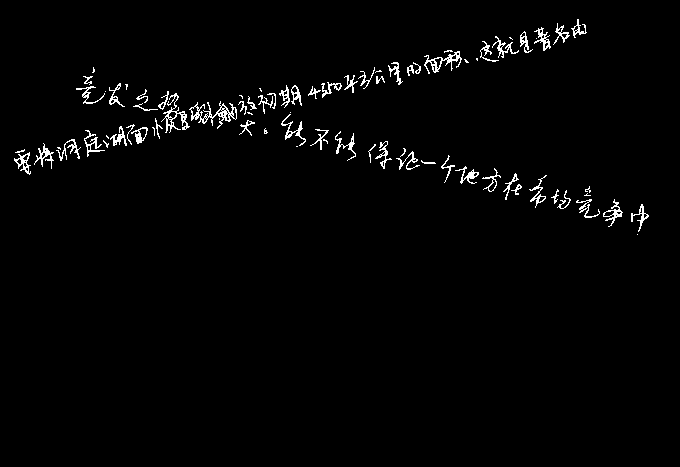 竞发之势
要将洞庭湖面恢复到解放初期4350平方公里的面积、这就是著名由
大。能不能保证一个地方在市场竞争中